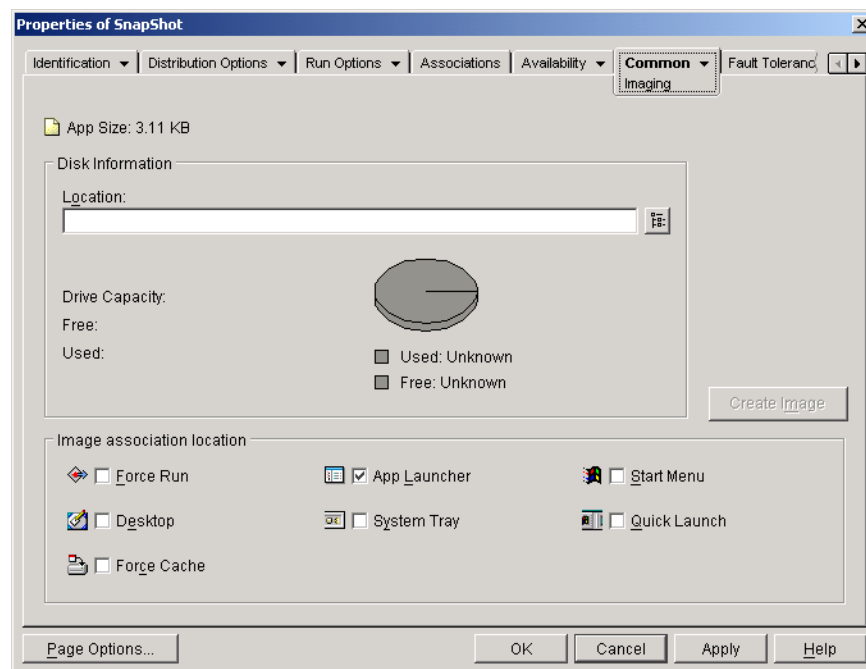 Properties of SnapShot
Identification
Distribution Options
Run Options
Associations
Availability
Common
Imaging
Fault Toleranc
App Size: 3.11 KB
Disk Information
Location:
Drive Capacity:
Free:
Used:
Used: Unknown
Free: Unknown
Create Image
Image association location
Force Run
App Launcher
Start Menu
Desktop
System Tray
Quick Launch
Force Cache
Page Options...
OK
Cancel
Apply
Help